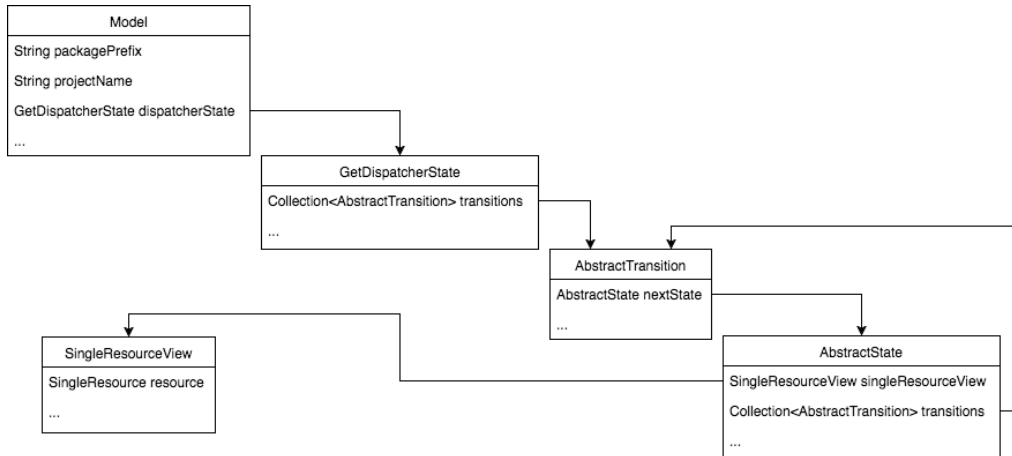 Model
String packagePrefix
String projectName
GetDispatcherState dispatcherState
...
GetDispatcherState
Collection<AbstractTransition> transitions
...
AbstractTransition
AbstractState nextState
...
SingleResourceView
SingleResource resource
...
AbstractState
SingleResourceView singleResourceView
Collection<AbstractTransition> transitions
...